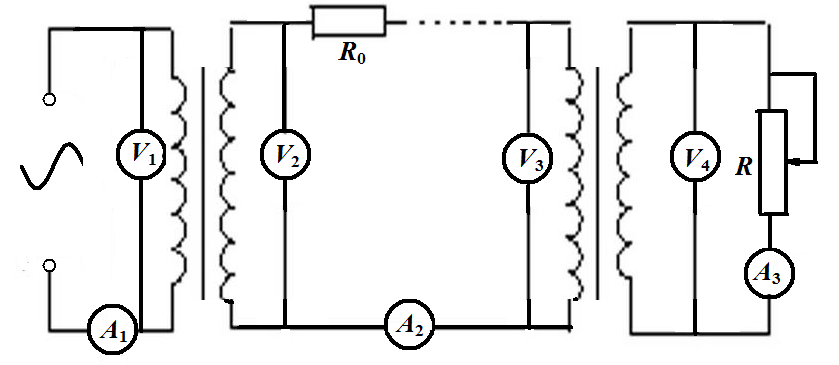 R₀
V₁
V₂
V₃
V₄
R
A₁
A₂
A₃